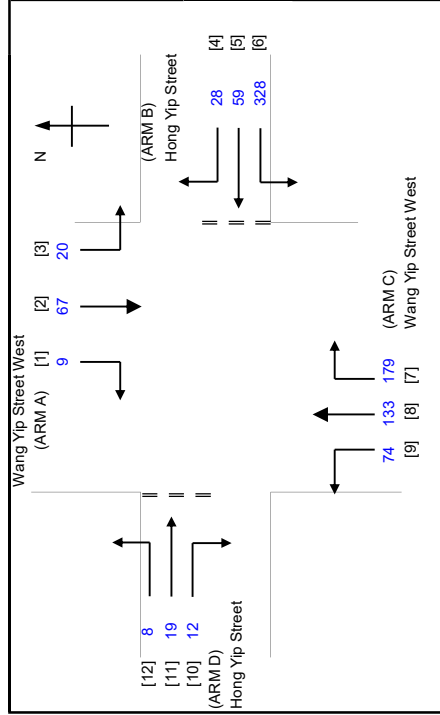 Wang Yip Street West
(ARM A)
[1] [2] [3]
9 67 20
N
(ARM B)
Hong Yip Street
28 [4]
59 [5]
328 [6]
[12] 8
[11] 19
[10] 12
(ARM D)
Hong Yip Street
74 133 179
[9] [8] [7]
(ARM C)
Wang Yip Street West